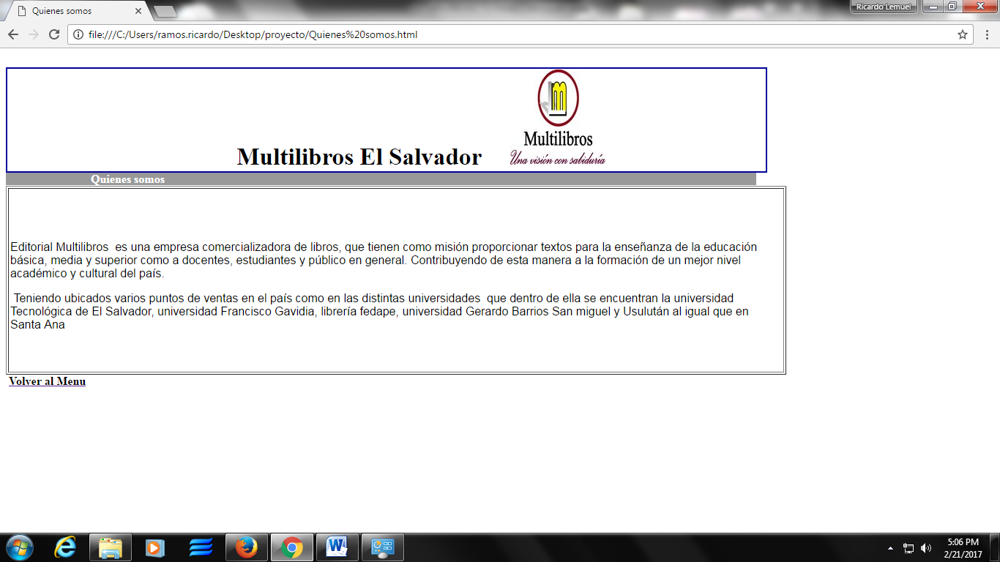 Quienes somos
Ricardo Lemuel
file:///C:/Users/ramos.ricardo/Desktop/proyecto/Quienes%20somos.html
Multilibros El Salvador
Multilibros
Una visión con sabiduría
Quienes somos
Editorial Multilibros  es una empresa comercializadora de libros, que tienen como misión proporcionar textos para la enseñanza de la educación
básica, media y superior como a docentes, estudiantes y público en general. Contribuyendo de esta manera a la formación de un mejor nivel
académico y cultural del país.
Teniendo ubicados varios puntos de ventas en el país como en las distintas universidades  que dentro de ella se encuentran la universidad
Tecnológica de El Salvador, universidad Francisco Gavidia, librería fedape, universidad Gerardo Barrios San miguel y Usulután al igual que en
Santa Ana
Volver al Menu
5:06 PM
2/21/2017